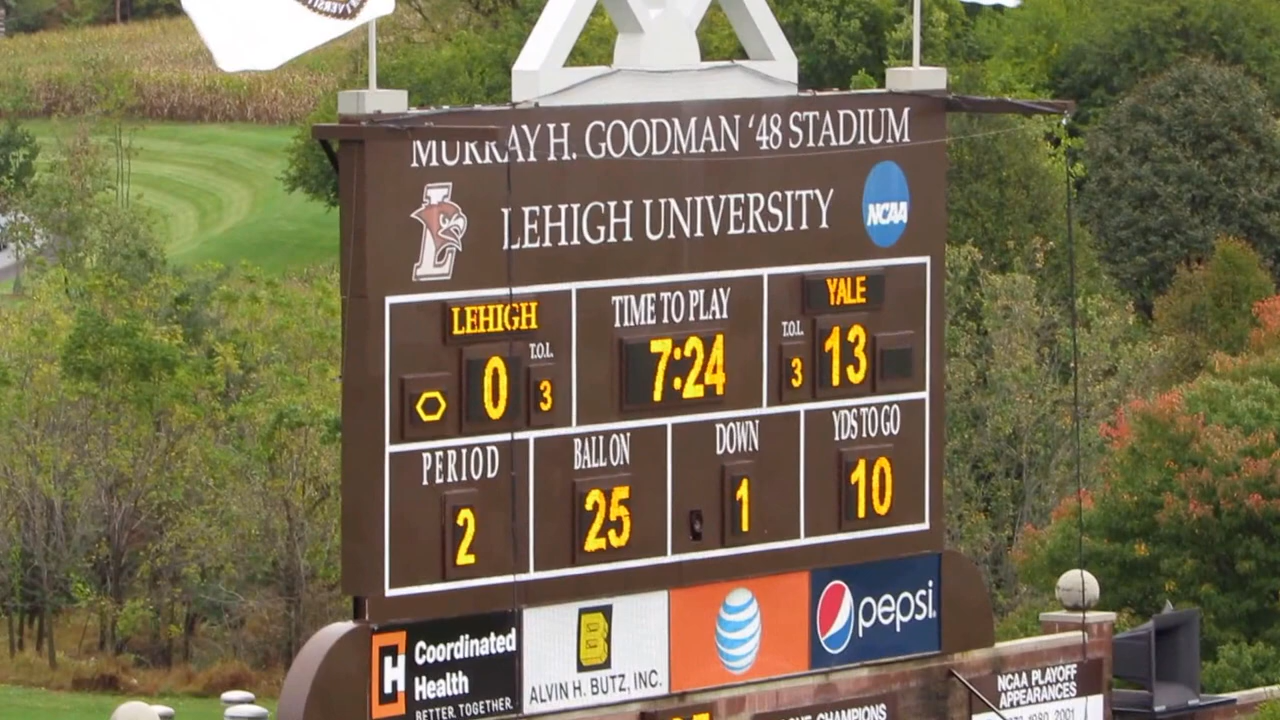 MURRAY H. GOODMAN '48 STADIUM
L
LEHIGH UNIVERSITY
NCAA
LEHIGH
TIME TO PLAY
YALE
0
T.O.L
3
7:24
T.O.L
3
13
PERIOD
2
BALL ON
25
DOWN
1
YDS TO GO
10
H
Coordinated
Health
BETTER. TOGETHER.
B
ALVIN H. BUTZ, INC.
pepsi
NCAA PLAYOFF
APPEARANCES
1980, 2001
CHAMPIONS